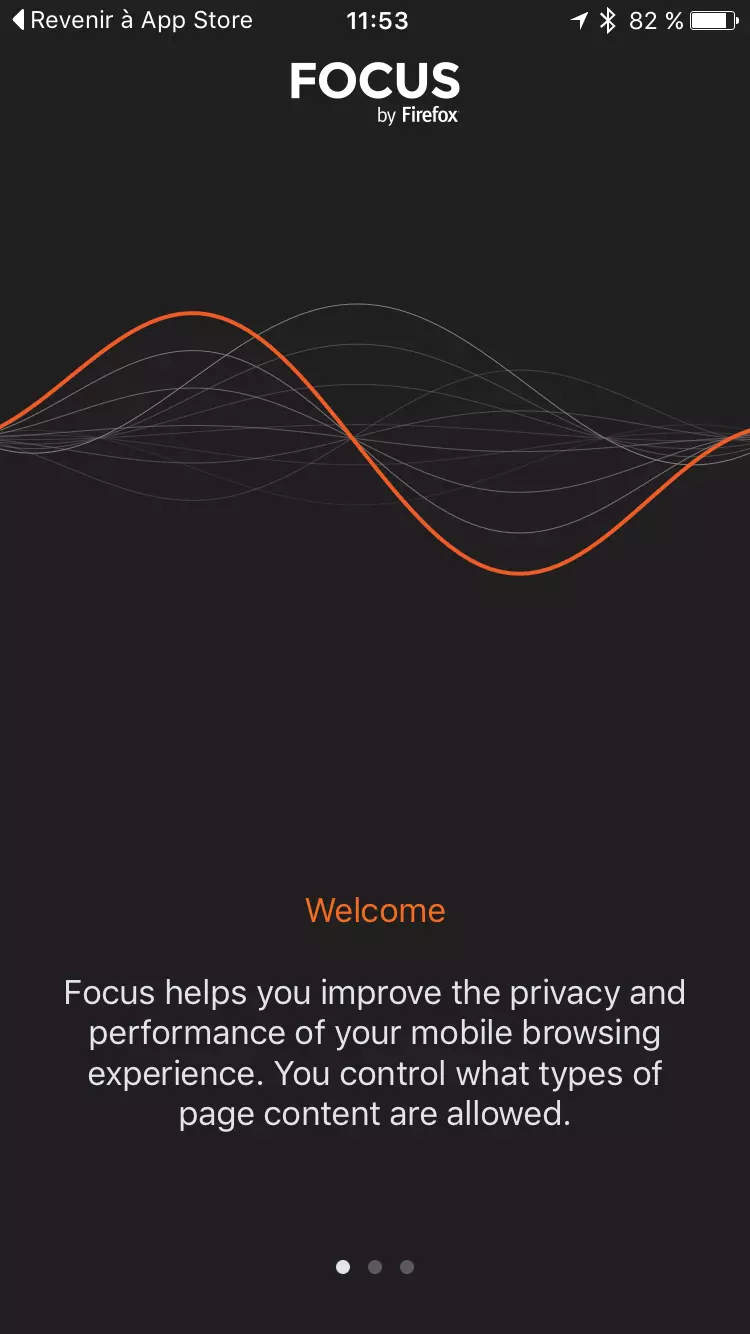 Revenir à App Store 11:53 82 %
FOCUS
by Firefox
Welcome
Focus helps you improve the privacy and
performance of your mobile browsing
experience. You control what types of
page content are allowed.